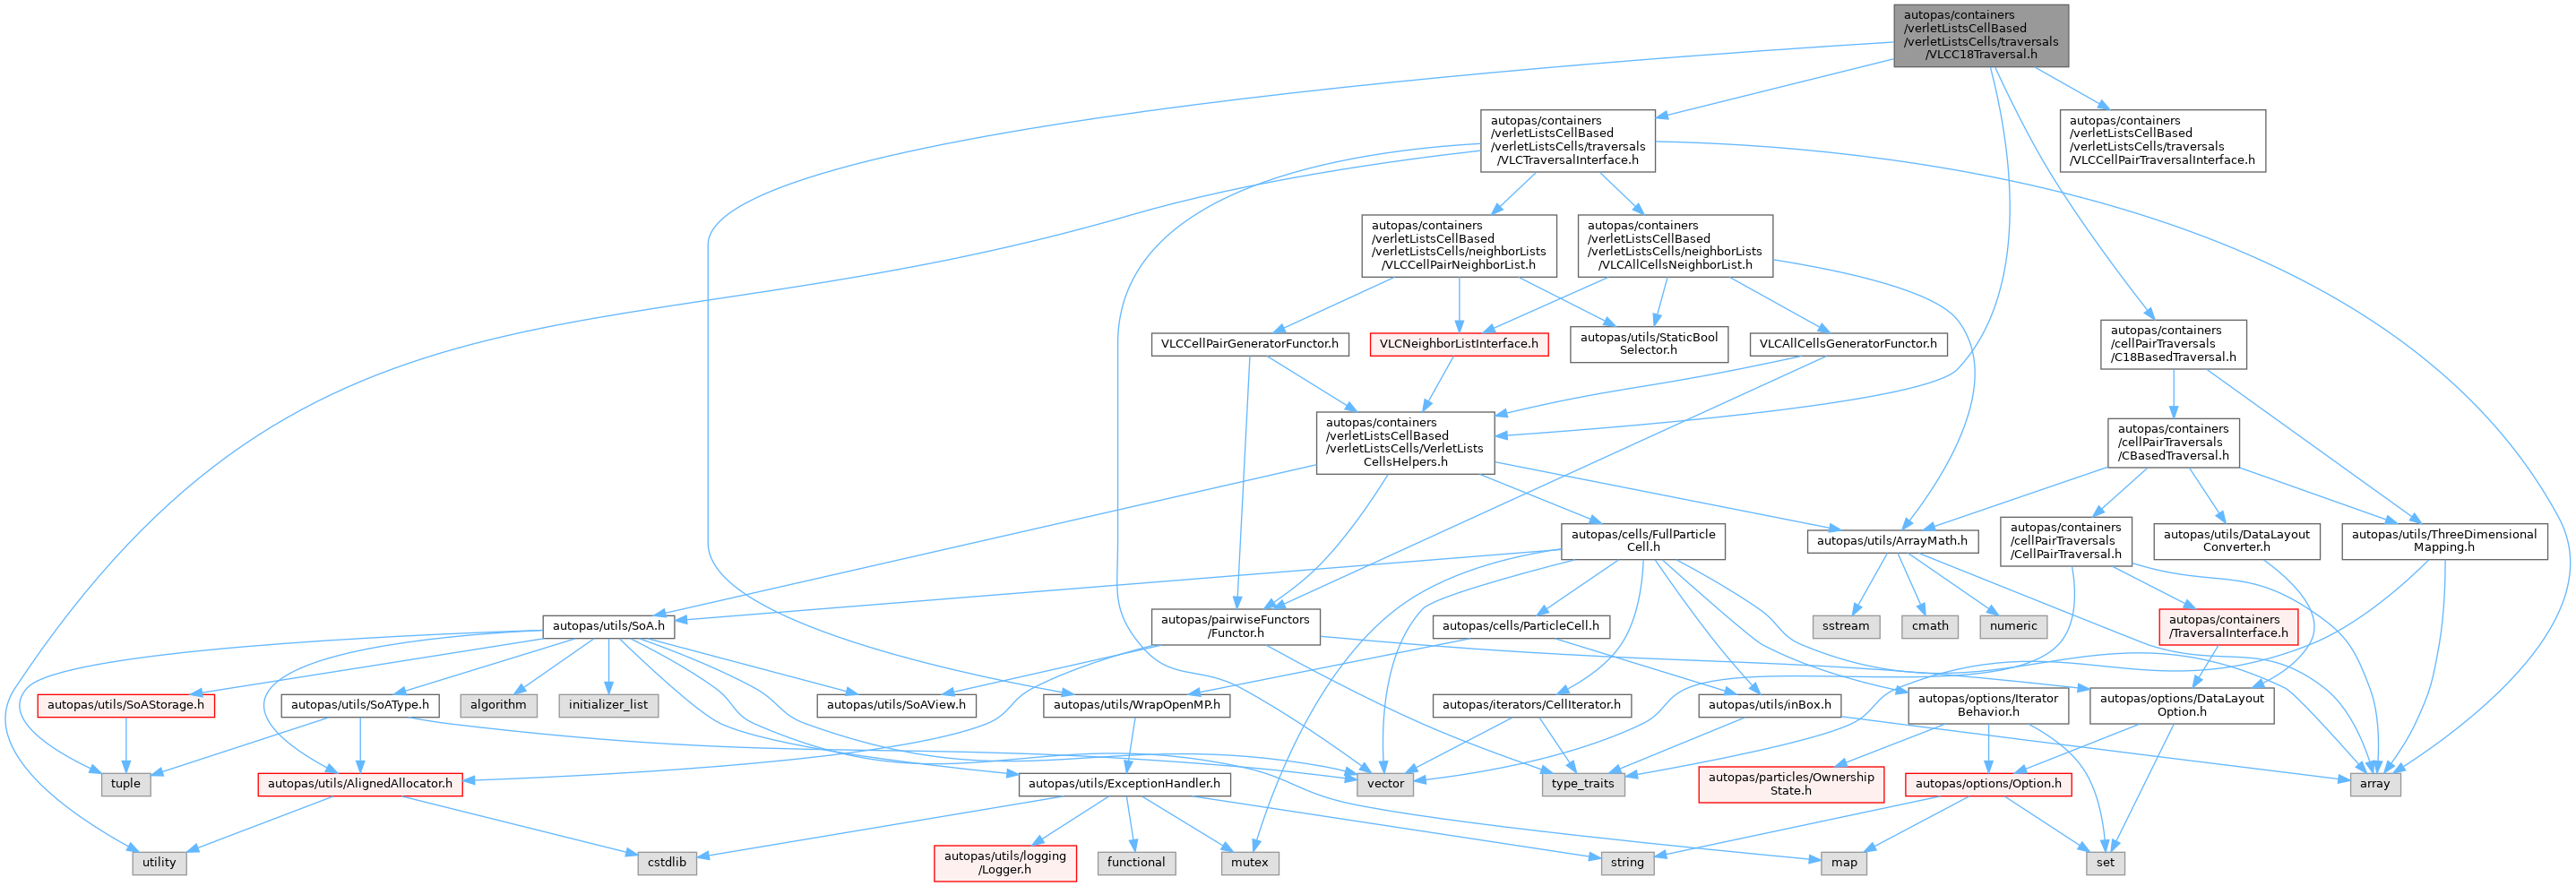 autopas/containers
/verletListsCellBased
/verletListsCells/traversals
/VLCC18Traversal.h
autopas/containers
/verletListsCellBased
/verletListsCells/traversals
/VLCTraversalInterface.h
autopas/containers
/verletListsCellBased
/verletListsCells/traversals
/VLCCellPairTraversalInterface.h
autopas/containers
/verletListsCellBased
/verletListsCells/neighborLists
/VLCCellPairNeighborList.h
autopas/containers
/verletListsCellBased
/verletListsCells/neighborLists
/VLCAllCellsNeighborList.h
VLCCellPairGeneratorFunctor.h
VLCNeighborListInterface.h
autopas/utils/StaticBool
Selector.h
VLCAllCellsGeneratorFunctor.h
autopas/containers
/cellPairTraversals
/C18BasedTraversal.h
autopas/containers
/verletListsCellBased
/verletListsCells/VerletLists
CellsHelpers.h
autopas/containers
/cellPairTraversals
/CBasedTraversal.h
autopas/cells/FullParticle
Cell.h
autopas/utils/ArrayMath.h
autopas/containers
/cellPairTraversals
/CellPairTraversal.h
autopas/utils/DataLayout
Converter.h
autopas/utils/ThreeDimensional
Mapping.h
autopas/utils/SoA.h
autopas/pairwiseFunctors
/Functor.h
autopas/cells/ParticleCell.h
sstream
cmath
numeric
autopas/containers
/TraversalInterface.h
autopas/utils/SoAStorage.h
autopas/utils/SoAType.h
algorithm
initializer_list
autopas/utils/SoAView.h
autopas/utils/WrapOpenMP.h
autopas/iterators/CellIterator.h
autopas/utils/inBox.h
autopas/options/Iterator
Behavior.h
autopas/options/DataLayout
Option.h
tuple
autopas/utils/AlignedAllocator.h
autopas/utils/ExceptionHandler.h
vector
type_traits
autopas/particles/Ownership
State.h
autopas/options/Option.h
array
utility
cstdlib
autopas/utils/logging
/Logger.h
functional
mutex
string
map
set